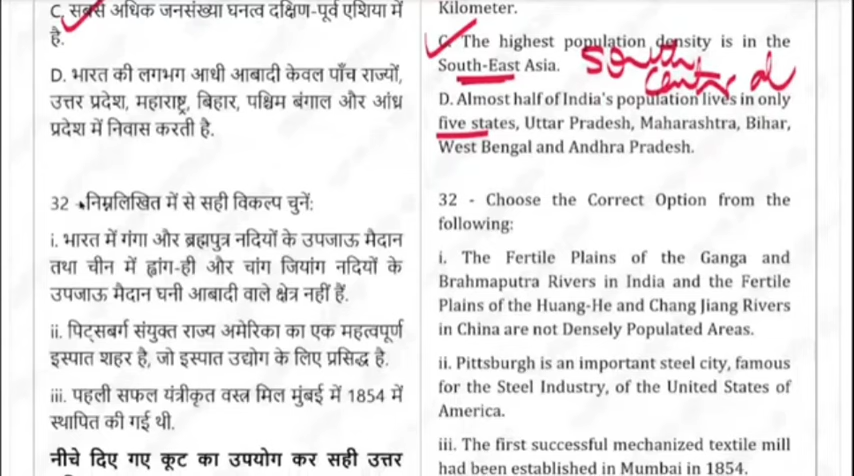 C. सबसे अधिक जनसंख्या घनत्व दक्षिण-पूर्व एशिया में
है.
D. भारत की लगभग आधी आबादी केवल पाँच राज्यों,
उत्तर प्रदेश, महाराष्ट्र, बिहार, पश्चिम बंगाल और आंध्र
प्रदेश में निवास करती है.
32 - निम्नलिखित में से सही विकल्प चुनें:
i. भारत में गंगा और ब्रह्मपुत्र नदियों के उपजाऊ मैदान
तथा चीन में ह्वांग-ही और चांग जियांग नदियों के
उपजाऊ मैदान घनी आबादी वाले क्षेत्र नहीं हैं.
ii. पिट्सबर्ग संयुक्त राज्य अमेरिका का एक महत्वपूर्ण
इस्पात शहर है, जो इस्पात उद्योग के लिए प्रसिद्ध है.
iii. पहली सफल यंत्रीकृत वस्त्र मिल मुंबई में 1854 में
स्थापित की गई थी.
नीचे दिए गए कूट का उपयोग कर सही उत्तर
Kilometer.
C. The highest population density is in the
South-East Asia.
South
central
D. Almost half of India's population lives in only
five states, Uttar Pradesh, Maharashtra, Bihar,
West Bengal and Andhra Pradesh.
32 - Choose the Correct Option from the
following:
i. The Fertile Plains of the Ganga and
Brahmaputra Rivers in India and the Fertile
Plains of the Huang-He and Chang Jiang Rivers
in China are not Densely Populated Areas.
ii. Pittsburgh is an important steel city, famous
for the Steel Industry, of the United States of
America.
iii. The first successful mechanized textile mill
had been established in Mumbai in 1854.